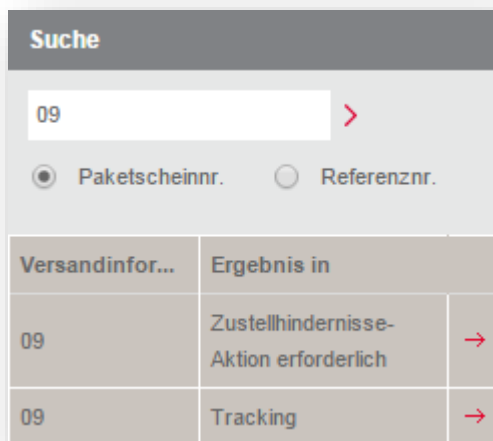 Suche
09
Paketscheinnr. Referenznr.
Versandinfor... Ergebnis in
09 Zustellhindernisse-
Aktion erforderlich
09 Tracking